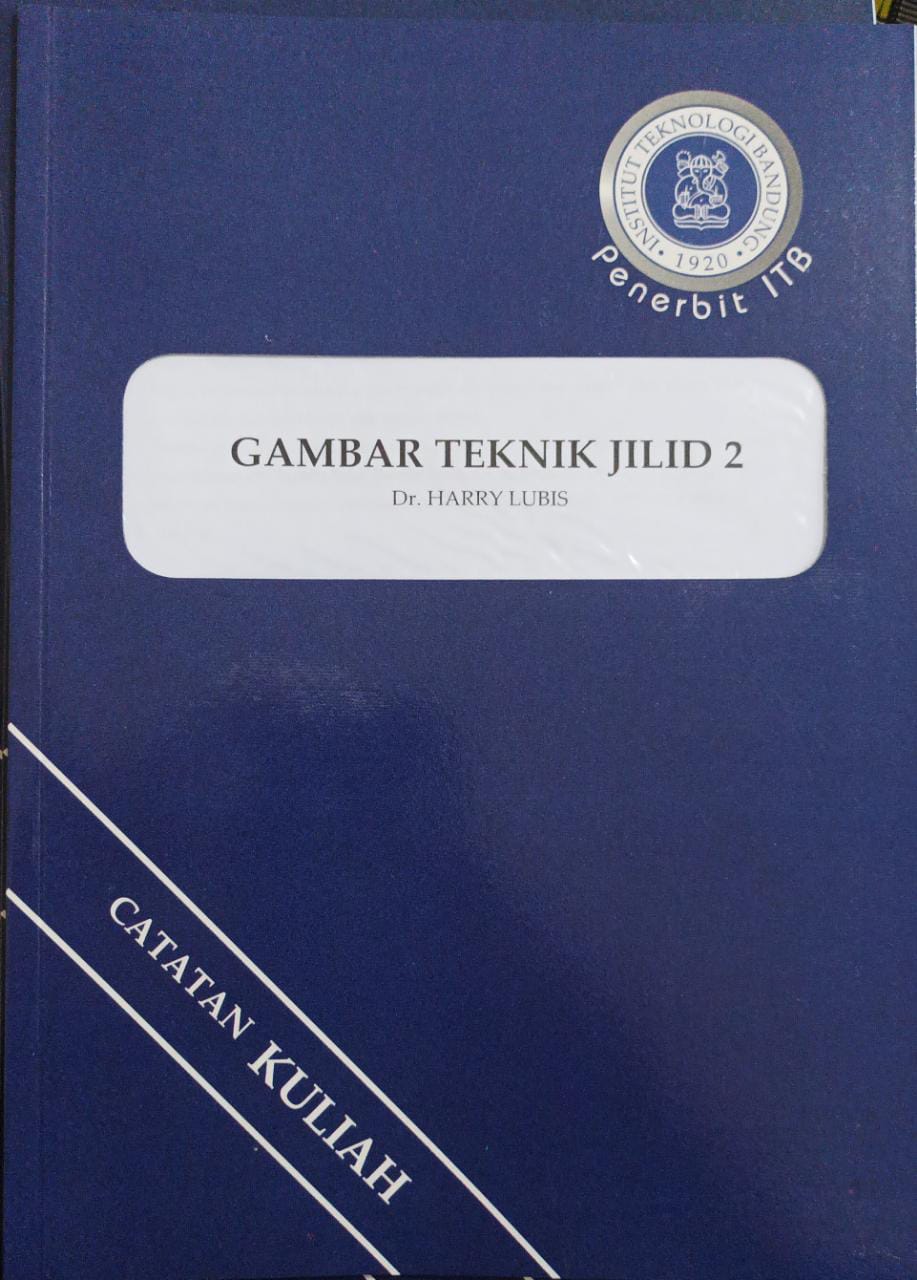 INSTITUT TEKNOLOGI BANDUNG
1920
Penerbit ITB
GAMBAR TEKNIK JILID 2
Dr. HARRY LUBIS
CATATAN KULIAH